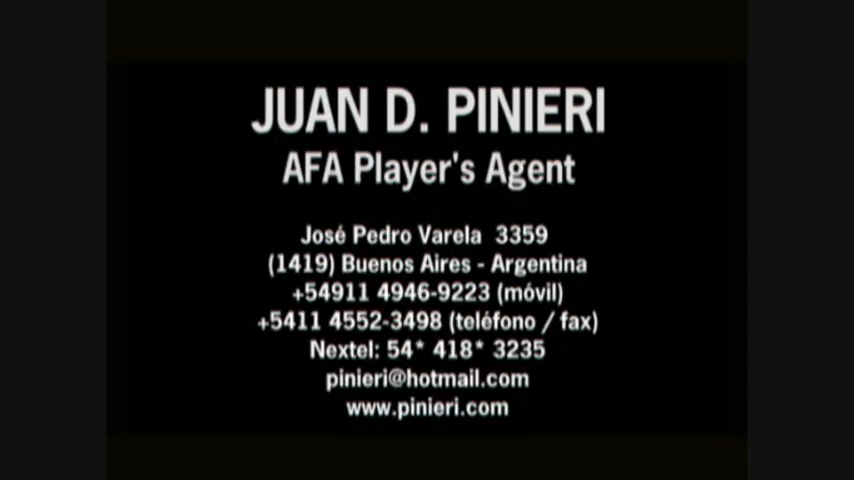 JUAN D. PINIERI
AFA Player's Agent
José Pedro Varela 3359
(1419) Buenos Aires - Argentina
+54911 4946-9223 (móvil)
+5411 4552-3498 (teléfono / fax)
Nextel: 54* 418* 3235
pinieri@hotmail.com
www.pinieri.com